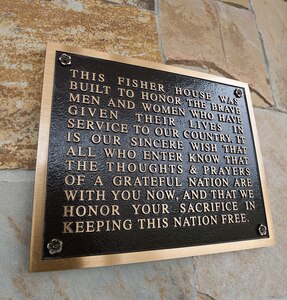 THIS FISHER HOUSE WAS
BUILT TO HONOR THE BRAVE
MEN AND WOMEN WHO HAVE
GIVEN THEIR LIVES IN
SERVICE TO OUR COUNTRY. IT
IS OUR SINCERE WISH THAT
ALL WHO ENTER KNOW THAT
THE THOUGHTS & PRAYERS
OF A GRATEFUL NATION ARE
WITH YOU NOW, AND THAT WE
HONOR YOUR SACRIFICE IN
KEEPING THIS NATION FREE.